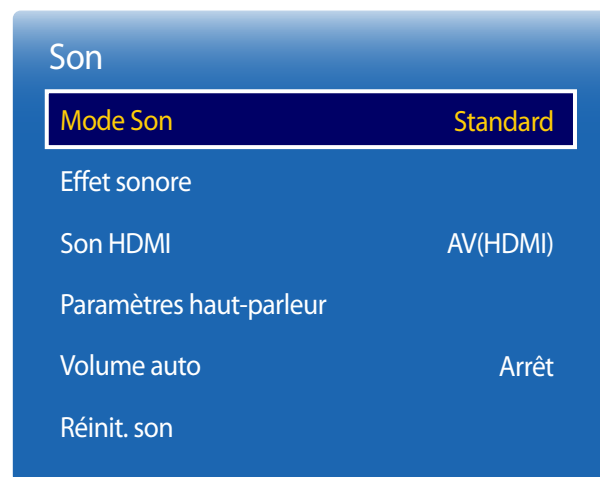 Son
Mode Son Standard
Effet sonore
Son HDMI AV(HDMI)
Paramètres haut-parleur
Volume auto Arrêt
Réinit. son